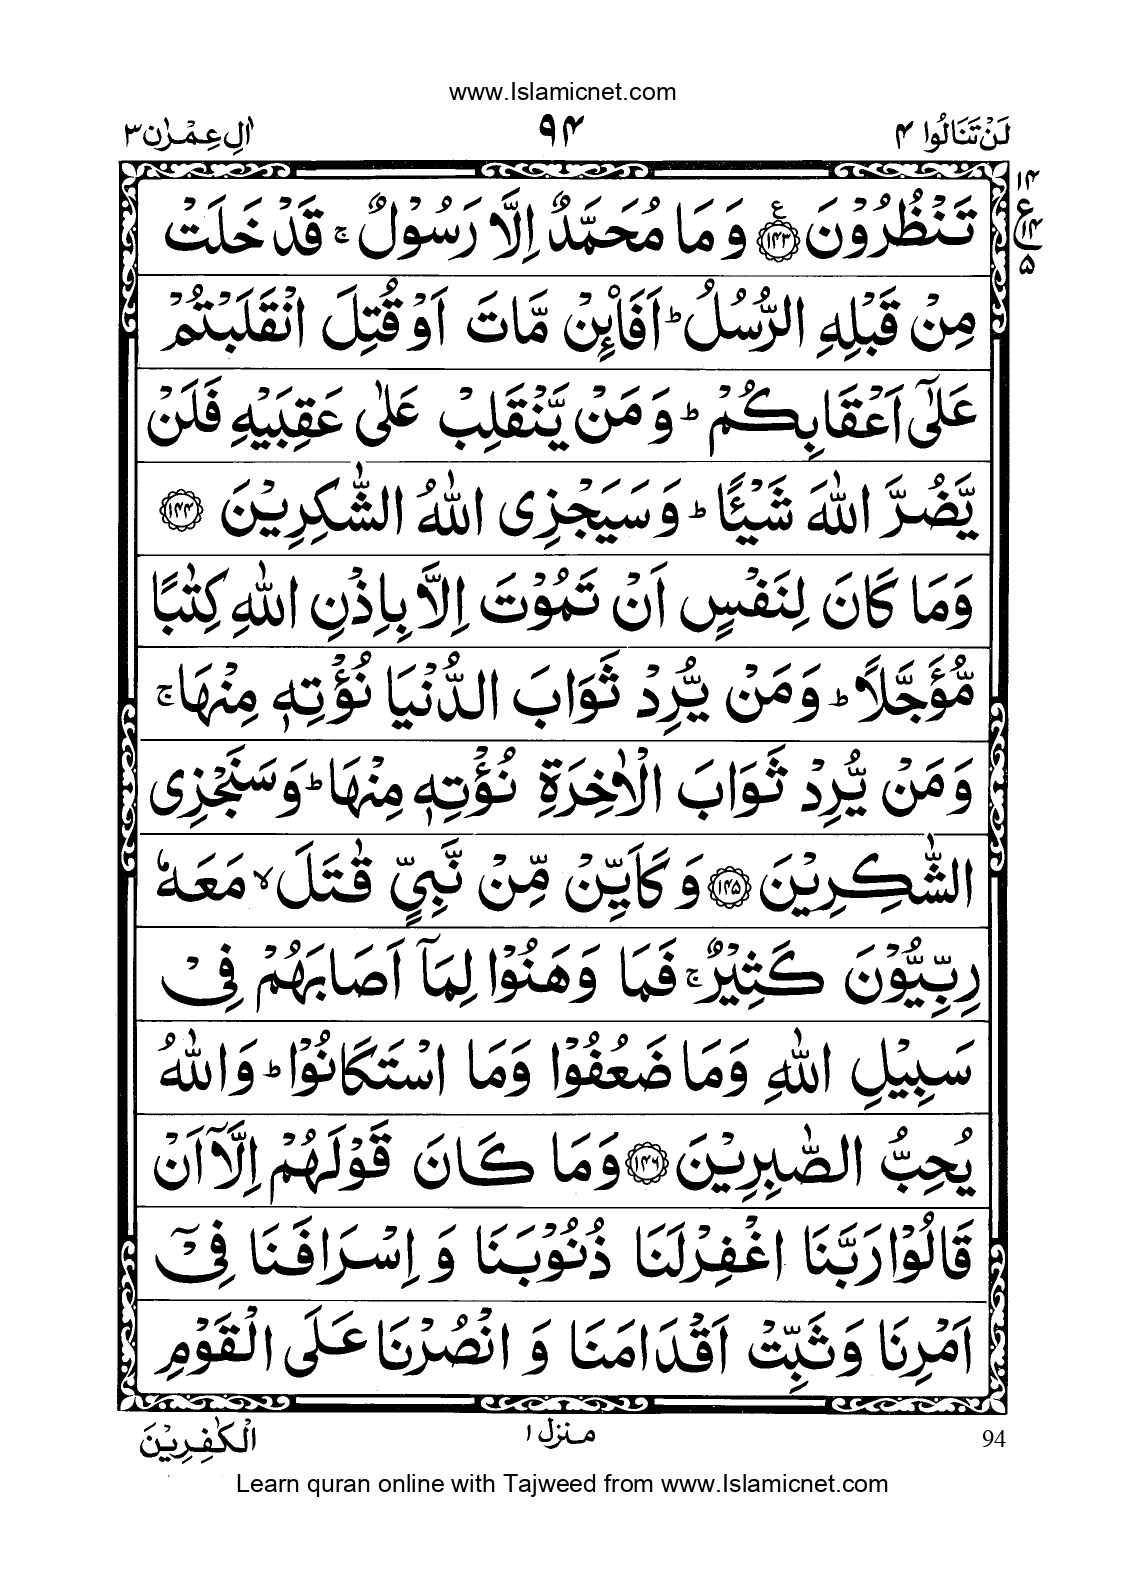 www.Islamicnet.com
لَنْ تَنَالُوا ۴
۹۴
اٰلِ عِمْرٰن ۳
۱۴
ع
۱۴
۵
تَنْظُرُوْنَ ﴿۱۴۳﴾ ع وَ مَا مُحَمَّدٌ اِلَّا رَسُوْلٌ ۚ قَدْ خَلَتْ
مِنْ قَبْلِهِ الرُّسُلُ ؕ اَفَا۠ئِنْ مَّاتَ اَوْ قُتِلَ انْقَلَبْتُمْ
عَلٰٓى اَعْقَابِكُمْ ؕ وَ مَنْ يَّنْقَلِبْ عَلٰى عَقِبَيْهِ فَلَنْ
يَّضُرَّ اللّٰهَ شَيْـًٔا ؕ وَ سَيَجْزِى اللّٰهُ الشّٰكِرِيْنَ ﴿۱۴۴﴾
وَ مَا كَانَ لِنَفْسٍ اَنْ تَمُوْتَ اِلَّا بِاِذْنِ اللّٰهِ كِتٰبًا
مُّؤَجَّلًا ؕ وَ مَنْ يُّرِدْ ثَوَابَ الدُّنْيَا نُؤْتِهٖ مِنْهَا ۚ
وَ مَنْ يُّرِدْ ثَوَابَ الْاٰخِرَةِ نُؤْتِهٖ مِنْهَا ؕ وَ سَنَجْزِى
الشّٰكِرِيْنَ ﴿۱۴۵﴾ وَ كَاَيِّنْ مِّنْ نَّبِيٍّ قٰتَلَ ۙ مَعَهٗ
رِبِّيُّوْنَ كَثِيْرٌ ۚ فَمَا وَهَنُوْا لِمَآ اَصَابَهُمْ فِيْ
سَبِيْلِ اللّٰهِ وَ مَا ضَعُفُوْا وَ مَا اسْتَكَانُوْا ؕ وَ اللّٰهُ
يُحِبُّ الصّٰبِرِيْنَ ﴿۱۴۶﴾ وَ مَا كَانَ قَوْلَهُمْ اِلَّآ اَنْ
قَالُوْا رَبَّنَا اغْفِرْ لَنَا ذُنُوْبَنَا وَ اِسْرَافَنَا فِيْٓ
اَمْرِنَا وَ ثَبِّتْ اَقْدَامَنَا وَ انْصُرْنَا عَلَى الْقَوْمِ
الْكٰفِرِيْنَ
منزل ۱
94
Learn quran online with Tajweed from www.Islamicnet.com